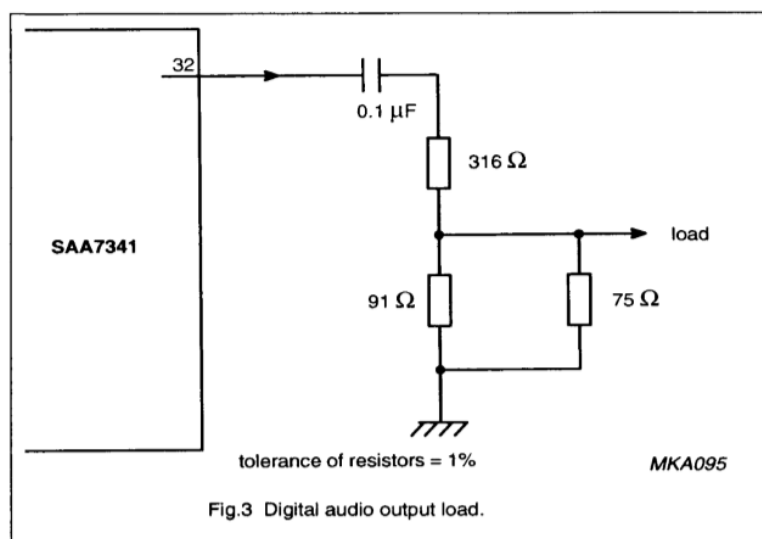 32
0.1 µF
316 Ω
SAA7341
load
91 Ω
75 Ω
tolerance of resistors = 1%
MKA095
Fig.3 Digital audio output load.